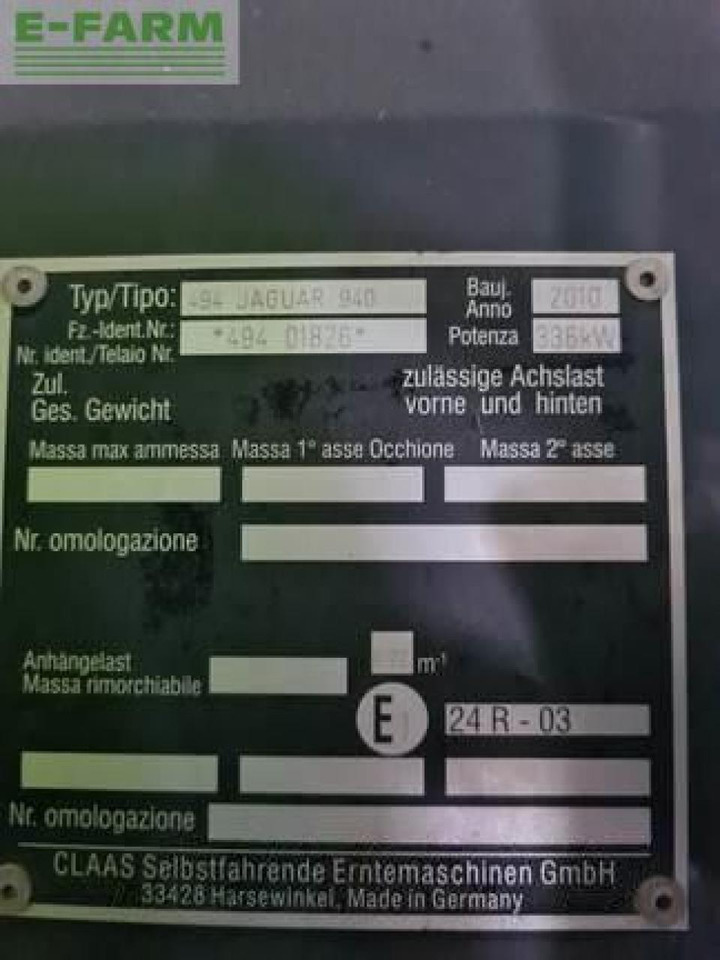 E-FARM
Typ/Tipo: 494 JAGUAR 940 Bauj. Anno 2010
Fz.-Ident.Nr.: Nr. ident./Telaio Nr. *494 01826* Potenza 336kW
Zul. Ges. Gewicht
zulässige Achslast
vorne und hinten
Massa max ammessa Massa 1° asse Occhione Massa 2° asse
Nr. omologazione
Anhängelast
Massa rimorchiabile
m-1
E 24 R - 03
Nr. omologazione
CLAAS Selbstfahrende Erntemaschinen GmbH
33428 Harsewinkel, Made in Germany